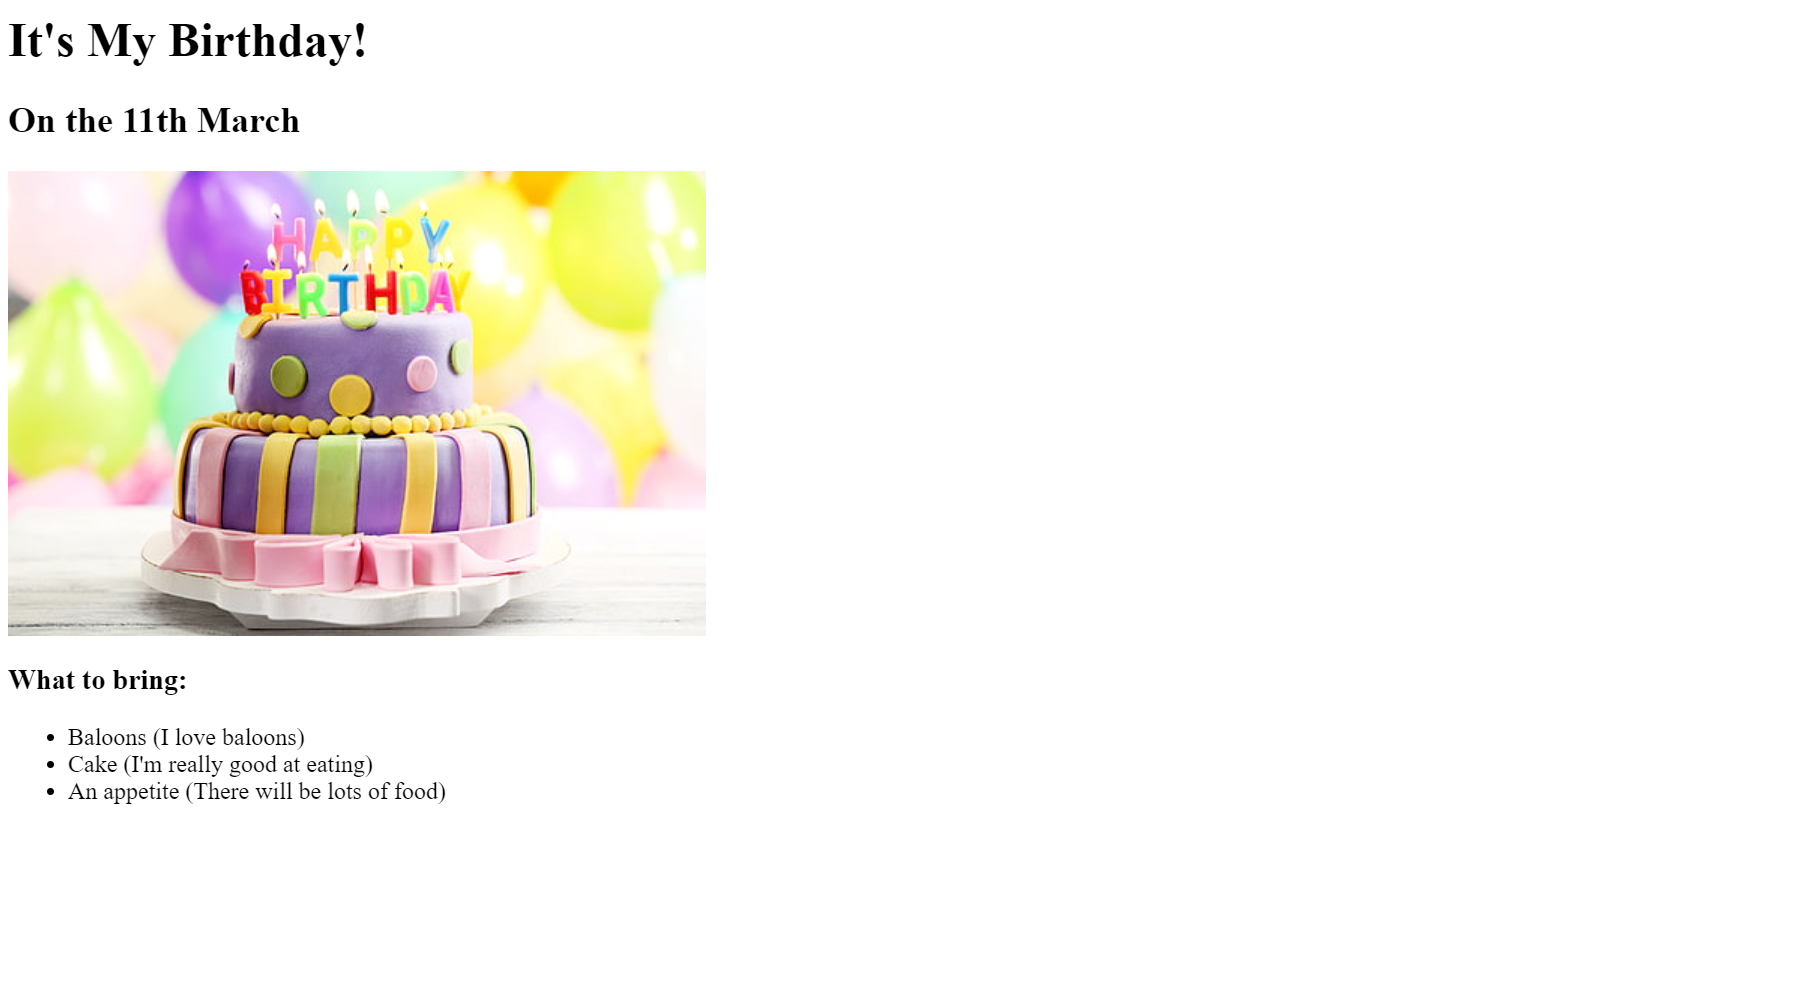 It's My Birthday!
On the 11th March
HAPPY
BIRTHDAY
What to bring:
Baloons (I love baloons)
Cake (I'm really good at eating)
An appetite (There will be lots of food)